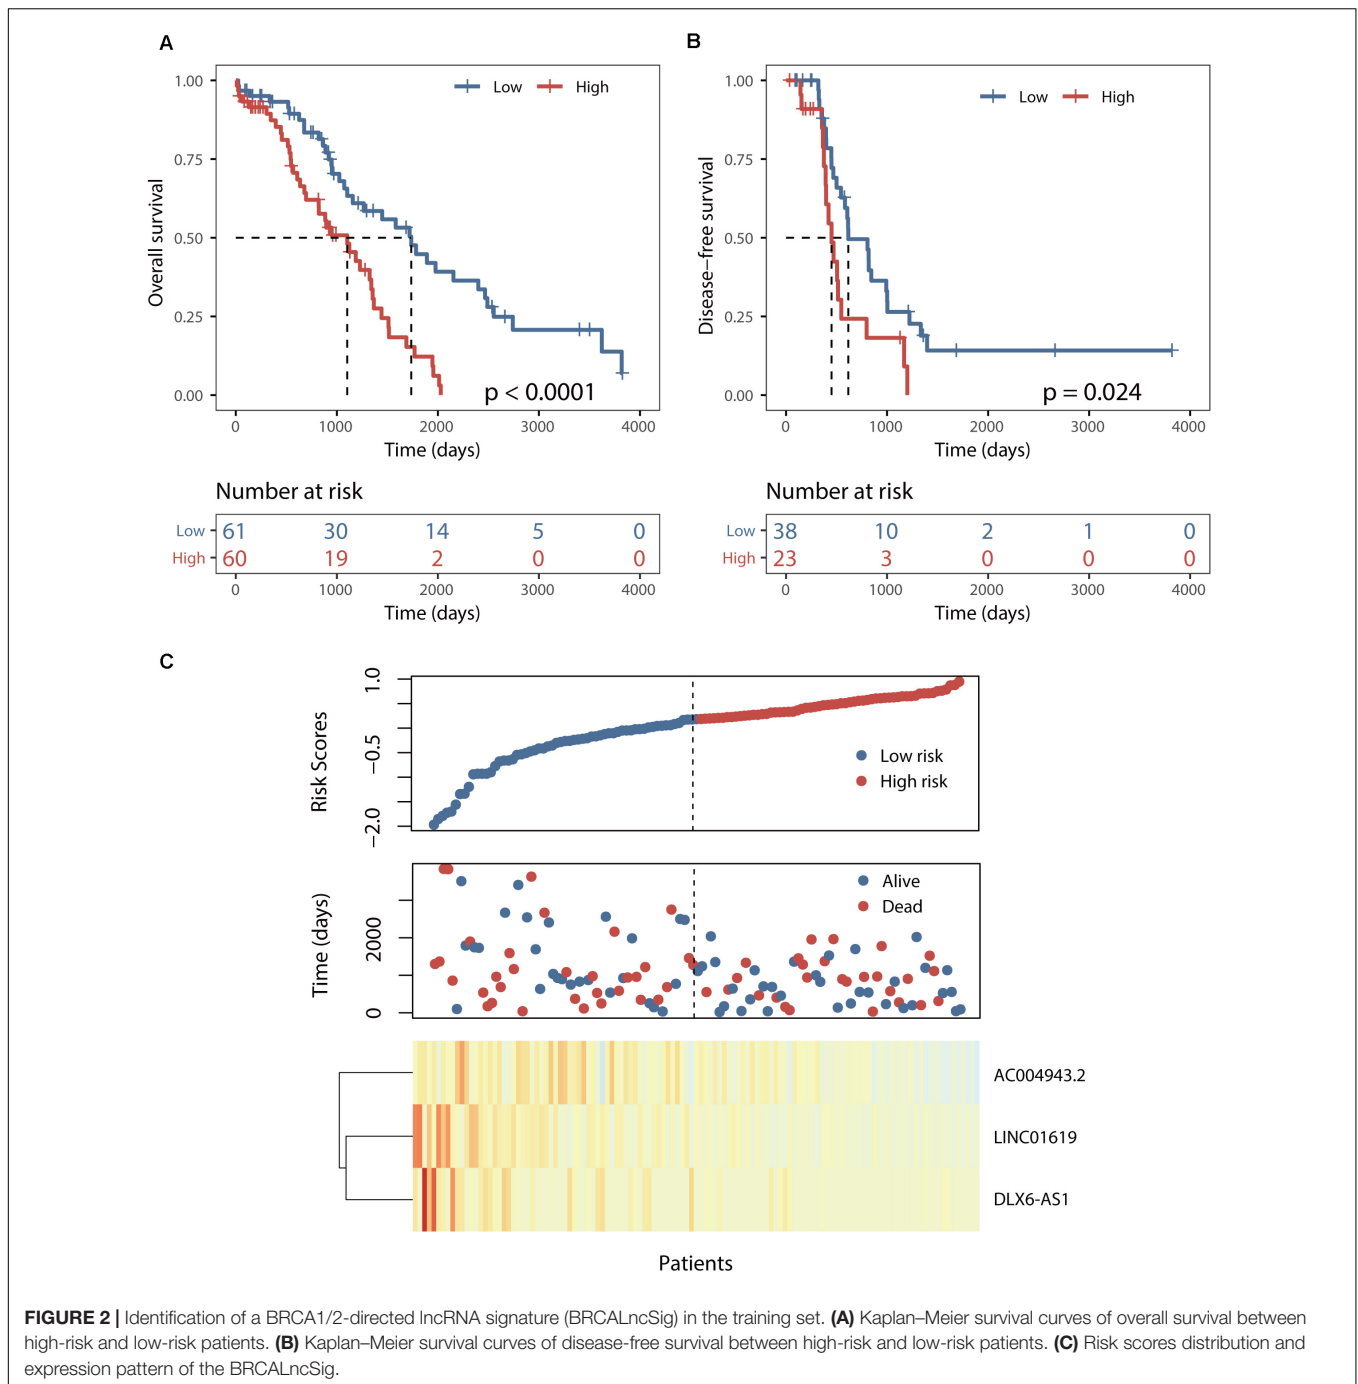 A
B
1.00
0.75
0.50
0.25
0.00
Overall survival
Low High
p < 0.0001
0 1000 2000 3000 4000
Time (days)
1.00
0.75
0.50
0.25
0.00
Disease–free survival
Low High
p = 0.024
0 1000 2000 3000 4000
Time (days)
Number at risk
Low 61 30 14 5 0
High 60 19 2 0 0
0 1000 2000 3000 4000
Time (days)
Number at risk
Low 38 10 2 1 0
High 23 3 0 0 0
0 1000 2000 3000 4000
Time (days)
C
Risk Scores
1.0
−0.5
−2.0
Low risk
High risk
Time (days)
2000
0
Alive
Dead
AC004943.2
LINC01619
DLX6-AS1
Patients
FIGURE 2 | Identification of a BRCA1/2-directed lncRNA signature (BRCALncSig) in the training set. (A) Kaplan–Meier survival curves of overall survival between
high-risk and low-risk patients. (B) Kaplan–Meier survival curves of disease-free survival between high-risk and low-risk patients. (C) Risk scores distribution and
expression pattern of the BRCALncSig.